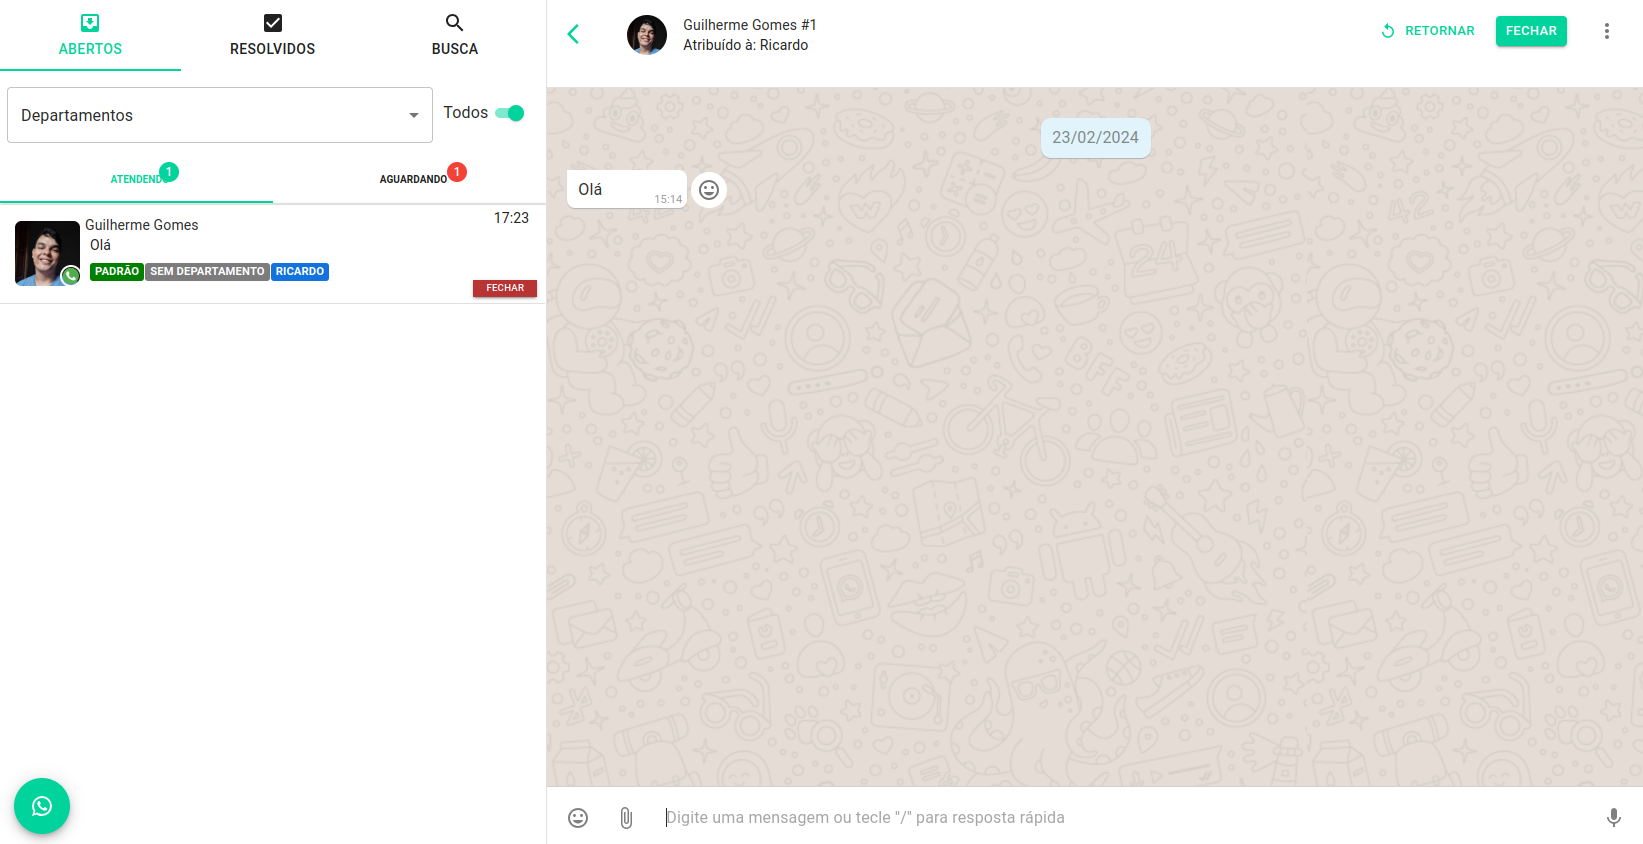 ABERTOS
RESOLVIDOS
BUSCA
Departamentos
Todos
ATENDENDO
1
AGUARDANDO
1
Guilherme Gomes
17:23
Olá
PADRÃO SEM DEPARTAMENTO RICARDO
FECHAR
Guilherme Gomes #1
Atribuído à: Ricardo
RETORNAR
FECHAR
23/02/2024
Olá
15:14
Digite uma mensagem ou tecle "/" para resposta rápida